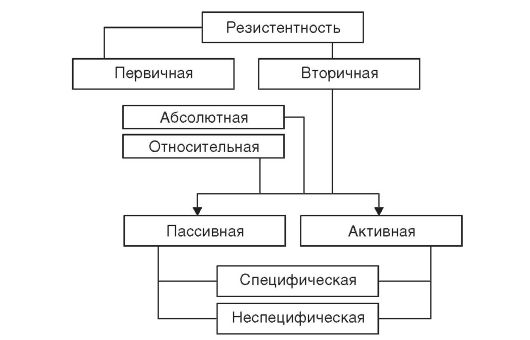 Резистентность
Первичная
Вторичная
Абсолютная
Относительная
Пассивная
Активная
Специфическая
Неспецифическая